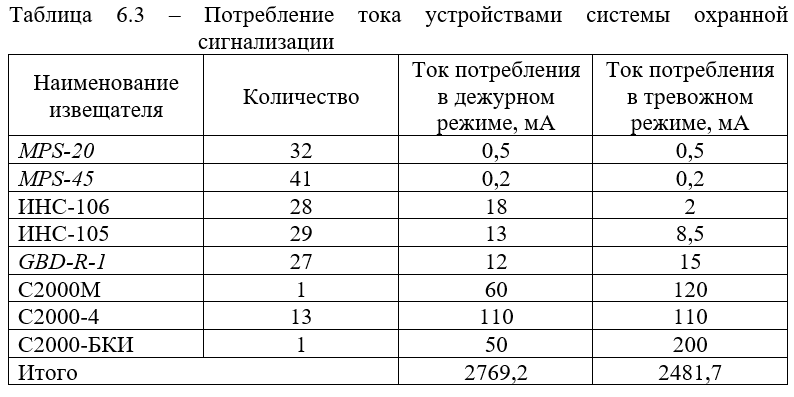 Таблица 6.3 – Потребление тока устройствами системы охранной
сигнализации
Наименование извещателя Количество Ток потребления в дежурном режиме, мА Ток потребления в тревожном режиме, мА
MPS-20 32 0,5 0,5
MPS-45 41 0,2 0,2
ИНС-106 28 18 2
ИНС-105 29 13 8,5
GBD-R-1 27 12 15
С2000М 1 60 120
С2000-4 13 110 110
С2000-БКИ 1 50 200
Итого 2769,2 2481,7